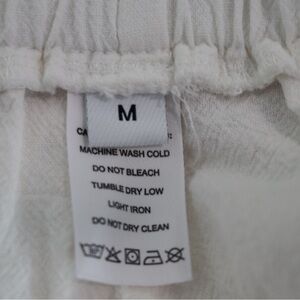 M
MACHINE WASH COLD
DO NOT BLEACH
TUMBLE DRY LOW
LIGHT IRON
DO NOT DRY CLEAN